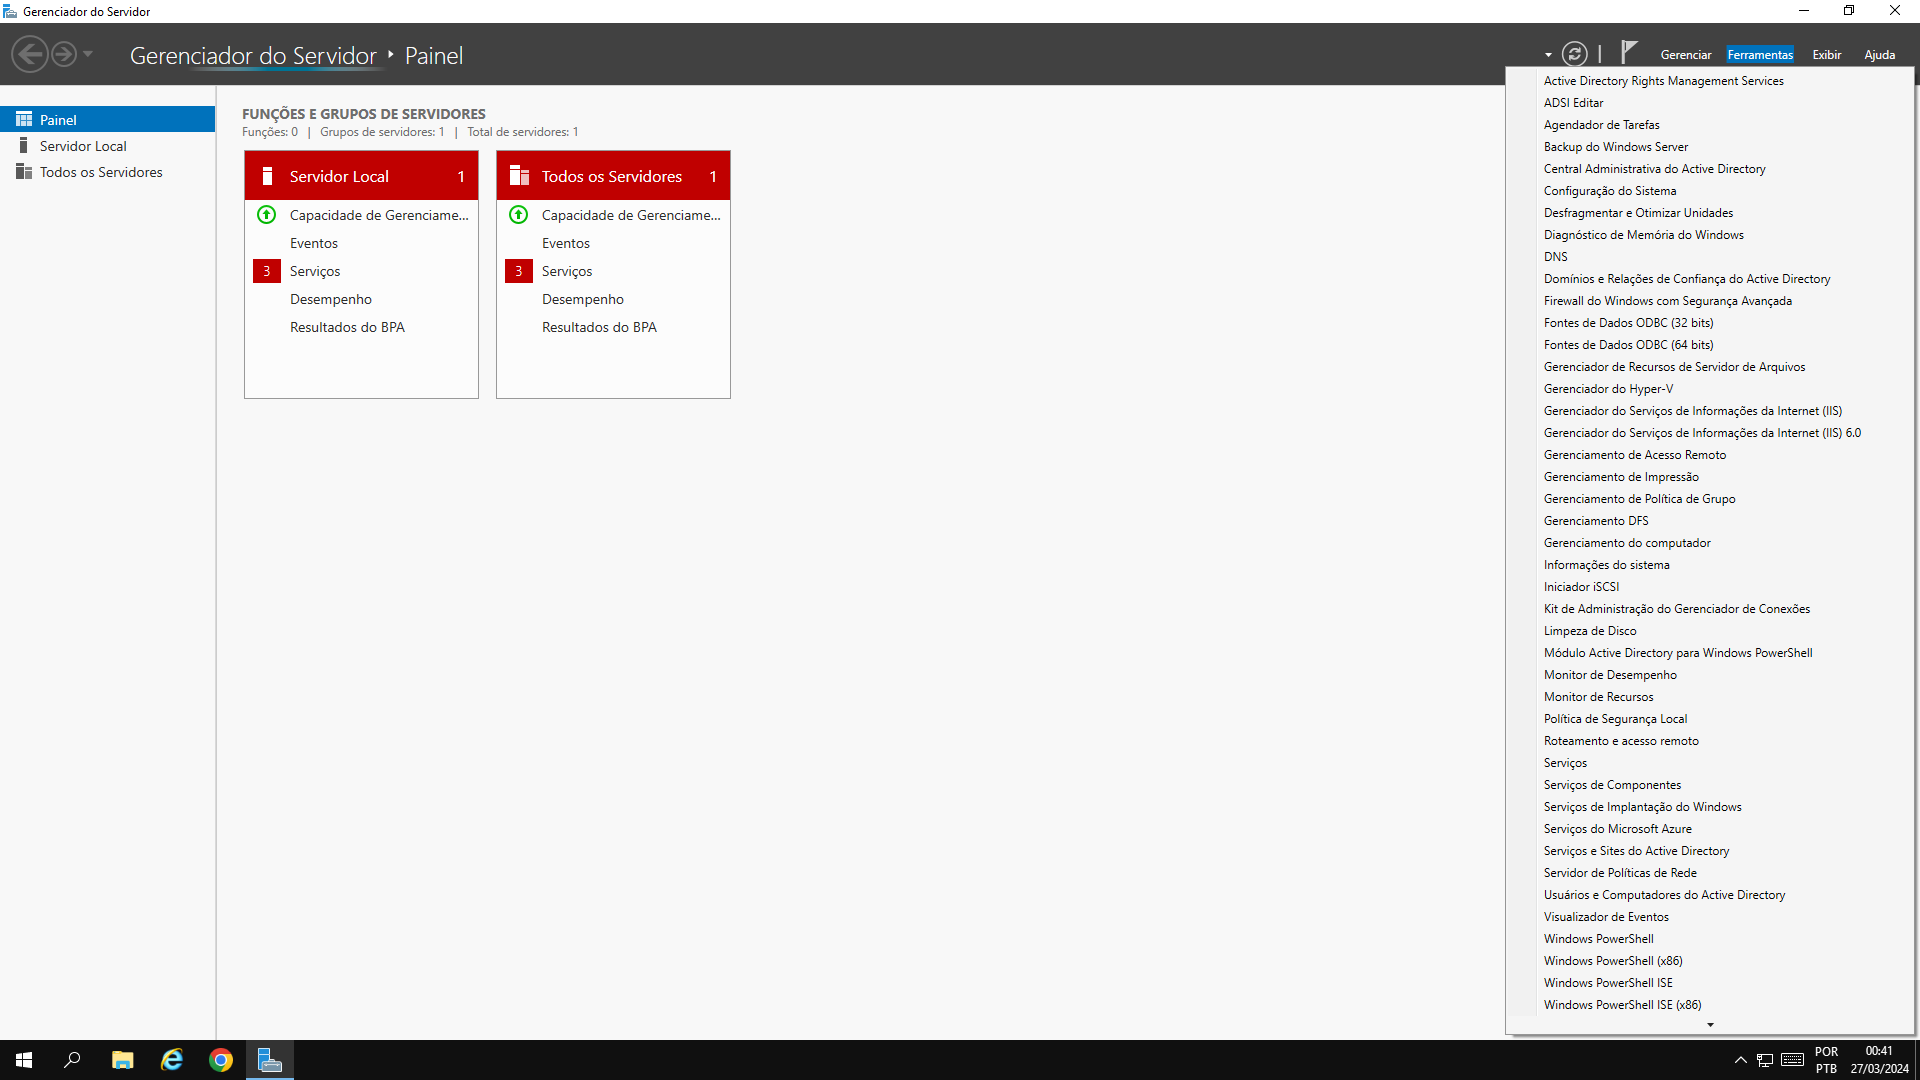 Gerenciador do Servidor
Gerenciador do Servidor ‣ Painel
Gerenciar Ferramentas Exibir Ajuda
Painel
Servidor Local
Todos os Servidores
FUNÇÕES E GRUPOS DE SERVIDORES
Funções: 0 | Grupos de servidores: 1 | Total de servidores: 1
Servidor Local 1
Capacidade de Gerenciame...
Eventos
3 Serviços
Desempenho
Resultados do BPA
Todos os Servidores 1
Capacidade de Gerenciame...
Eventos
3 Serviços
Desempenho
Resultados do BPA
Active Directory Rights Management Services
ADSI Editar
Agendador de Tarefas
Backup do Windows Server
Central Administrativa do Active Directory
Configuração do Sistema
Desfragmentar e Otimizar Unidades
Diagnóstico de Memória do Windows
DNS
Domínios e Relações de Confiança do Active Directory
Firewall do Windows com Segurança Avançada
Fontes de Dados ODBC (32 bits)
Fontes de Dados ODBC (64 bits)
Gerenciador de Recursos de Servidor de Arquivos
Gerenciador do Hyper-V
Gerenciador do Serviços de Informações da Internet (IIS)
Gerenciador do Serviços de Informações da Internet (IIS) 6.0
Gerenciamento de Acesso Remoto
Gerenciamento de Impressão
Gerenciamento de Política de Grupo
Gerenciamento DFS
Gerenciamento do computador
Informações do sistema
Iniciador iSCSI
Kit de Administração do Gerenciador de Conexões
Limpeza de Disco
Módulo Active Directory para Windows PowerShell
Monitor de Desempenho
Monitor de Recursos
Política de Segurança Local
Roteamento e acesso remoto
Serviços
Serviços de Componentes
Serviços de Implantação do Windows
Serviços do Microsoft Azure
Serviços e Sites do Active Directory
Servidor de Políticas de Rede
Usuários e Computadores do Active Directory
Visualizador de Eventos
Windows PowerShell
Windows PowerShell (x86)
Windows PowerShell ISE
Windows PowerShell ISE (x86)
POR
PTB
00:41
27/03/2024